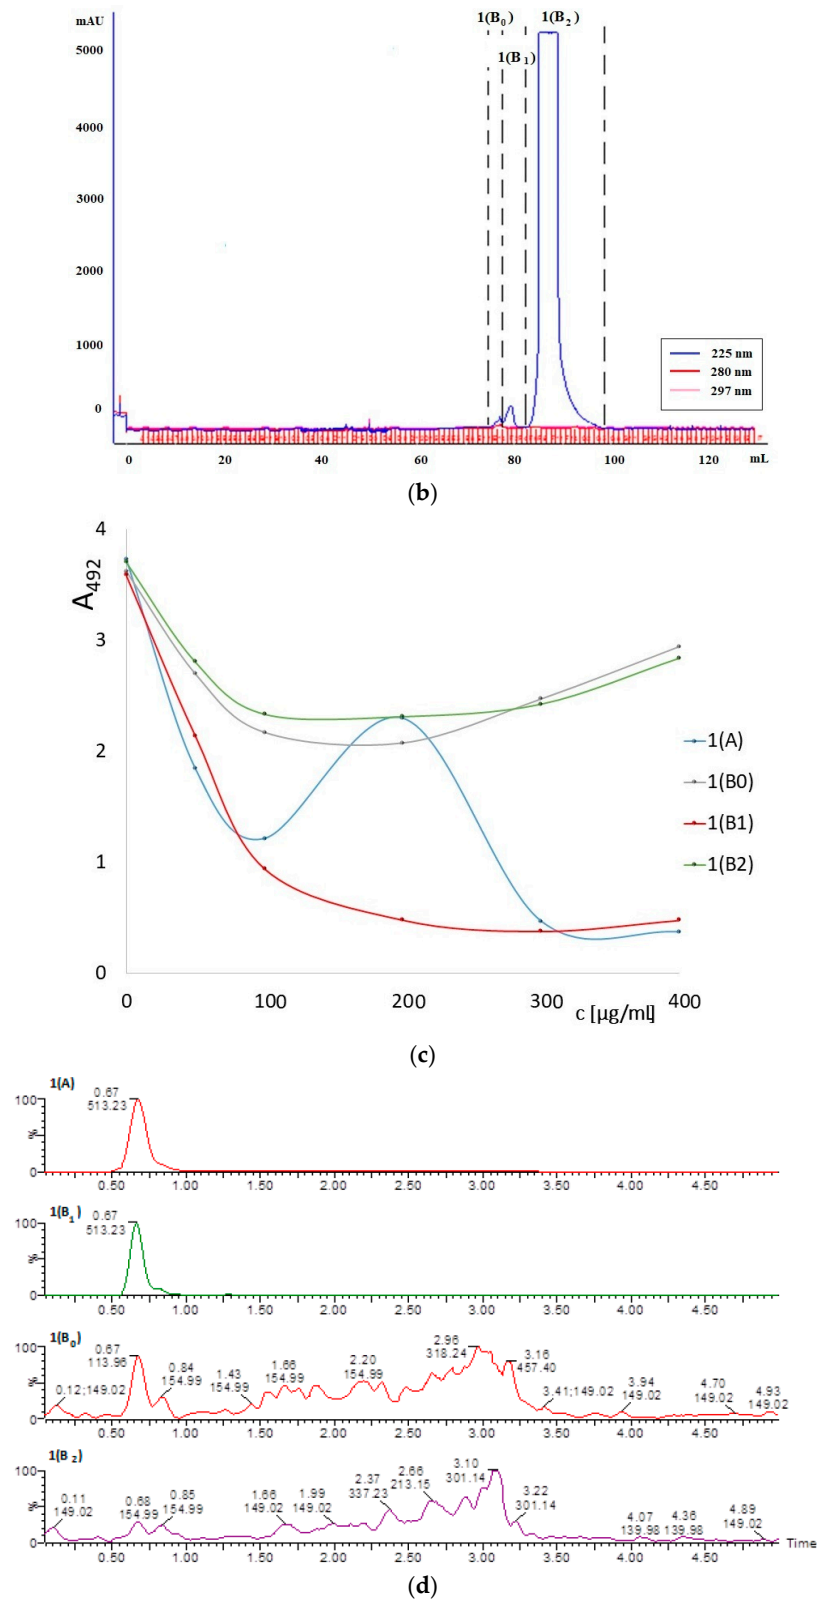 mAU
1(B0)
1(B2)
1(B1)
5000
4000
3000
2000
1000
0
225 nm
280 nm
297 nm
0 20 40 60 80 100 120 mL
(b)
4
A492
3
2
1
0
1(A)
1(B0)
1(B1)
1(B2)
0 100 200 300 400
c [µg/ml]
(c)
1(A)
0.67
513.23
100
%
0
0.50 1.00 1.50 2.00 2.50 3.00 3.50 4.00 4.50
1(B1)
0.67
513.23
100
%
0
0.50 1.00 1.50 2.00 2.50 3.00 3.50 4.00 4.50
1(B0)
100
%
0
0.12;149.02
0.67
113.96
0.84
154.99
1.43
154.99
1.66
154.99
2.20
154.99
2.96
318.24
3.16
457.40
3.41;149.02
3.94
149.02
4.70
149.02
4.93
149.02
0.50 1.00 1.50 2.00 2.50 3.00 3.50 4.00 4.50
1(B2)
100
%
0
0.11
149.02
0.68
154.99
0.85
154.99
1.66
149.02
1.99
149.02
2.37
337.23
2.66
213.15
3.10
301.14
3.22
301.14
4.07
139.98
4.36
139.98
4.89
149.02
Time
0.50 1.00 1.50 2.00 2.50 3.00 3.50 4.00 4.50
(d)